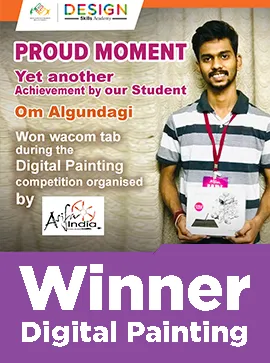 DESIGN
Skills Academy
PROUD MOMENT
Yet another
Achievement by our Student
Om Algundagi
Won wacom tab
during the
Digital Painting
competition organised
by
India
Winner
Digital Painting